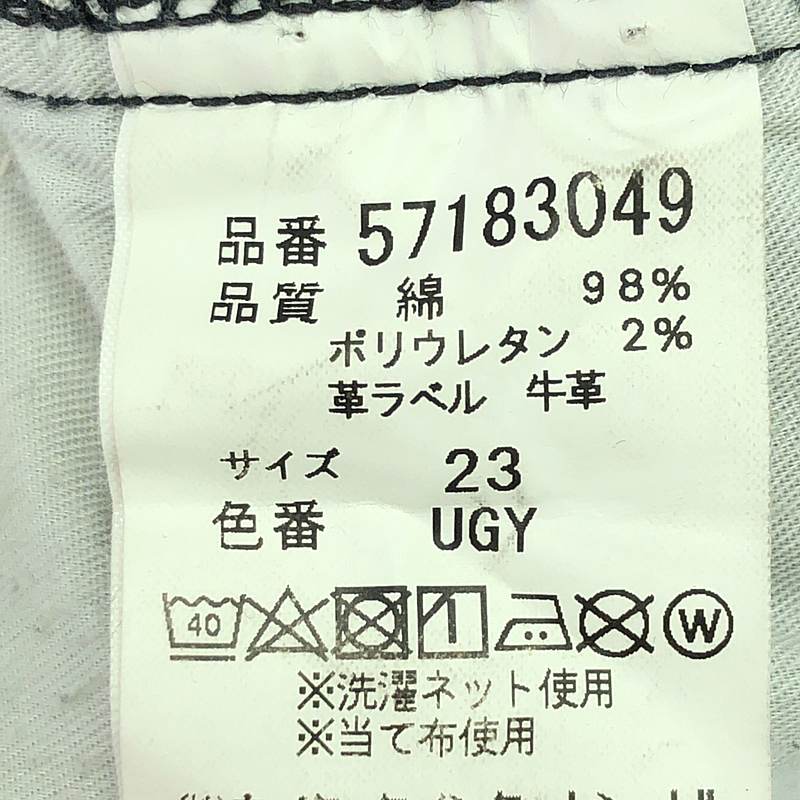 品番 57183049
品質 綿 98%
ポリウレタン 2%
革ラベル 牛革
サイズ 23
色番 UGY
40 W
※洗濯ネット使用
※当て布使用